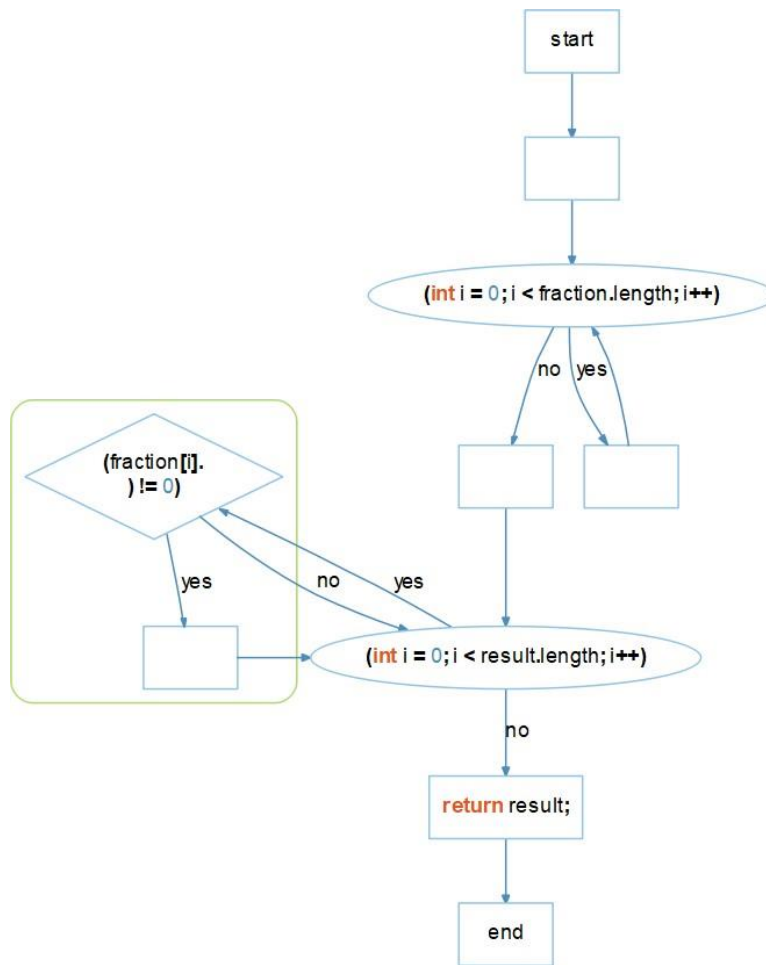 start
(int i = 0; i < fraction.length; i++)
no
yes
(fraction[i].
) != 0)
yes
no
yes
(int i = 0; i < result.length; i++)
no
return result;
end